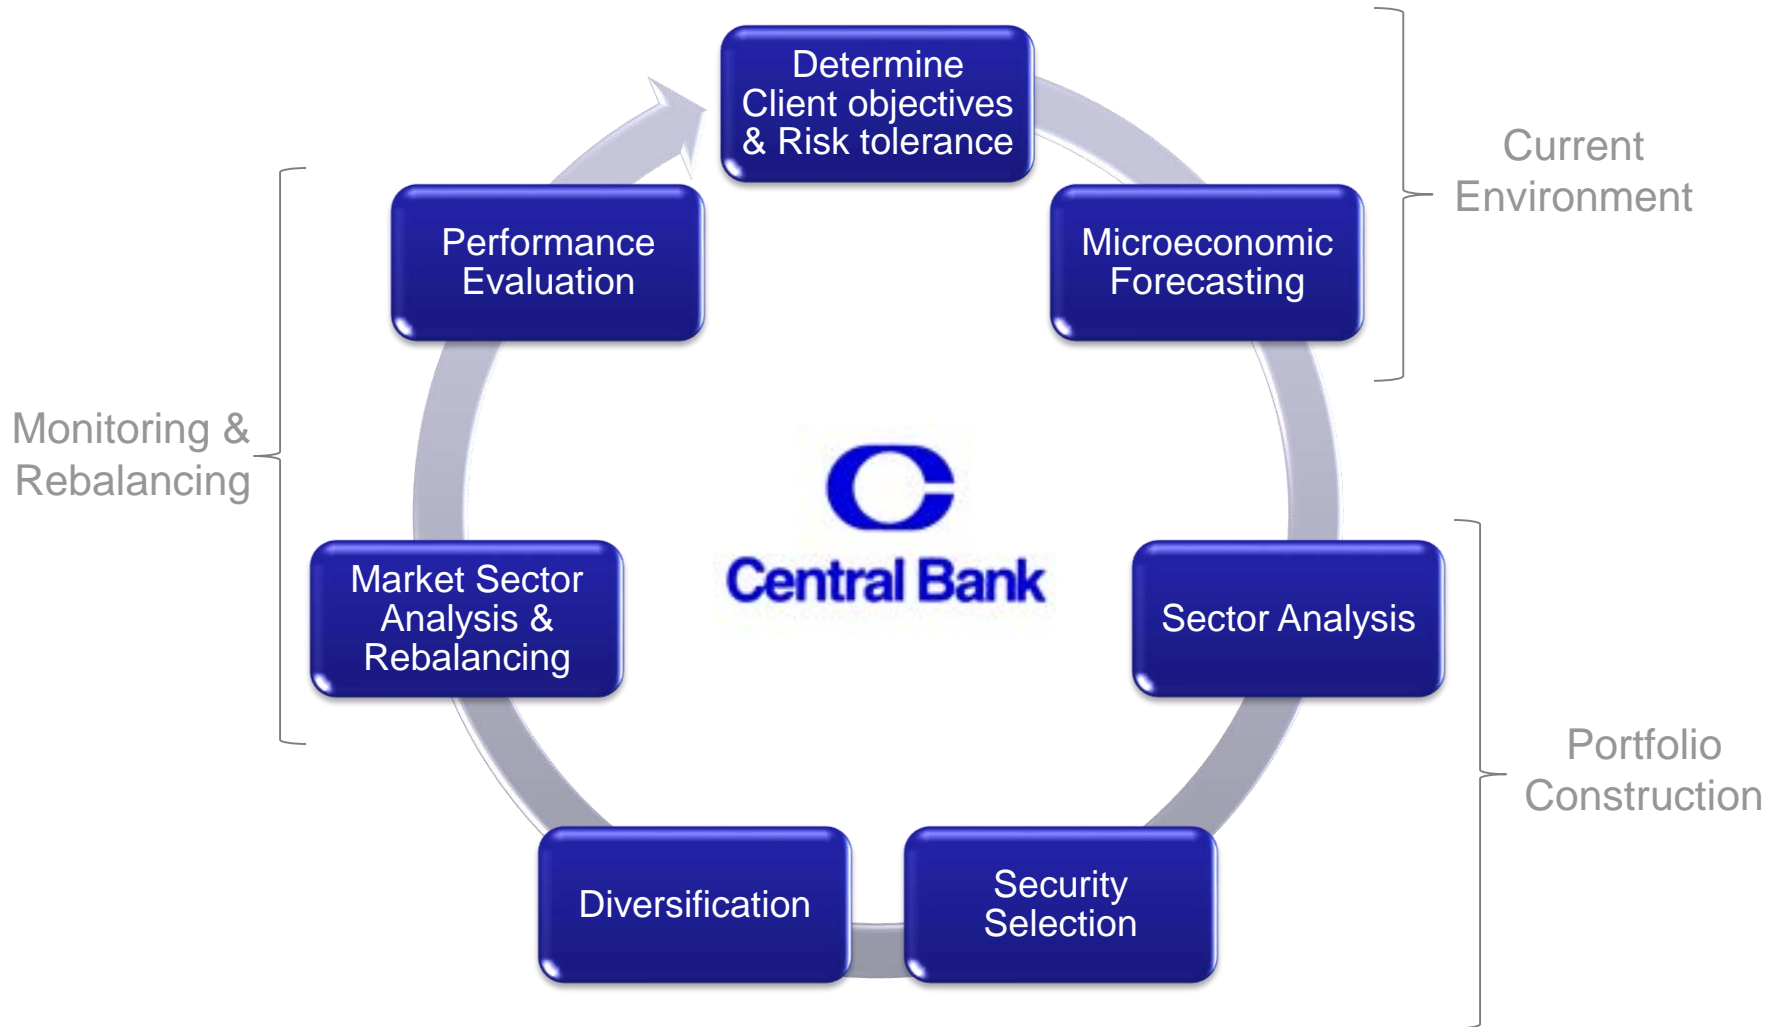 Determine
Client objectives
& Risk tolerance
Current
Environment
Microeconomic
Forecasting
Performance
Evaluation
Monitoring &
Rebalancing
Central Bank
Market Sector
Analysis &
Rebalancing
Sector Analysis
Portfolio
Construction
Security
Selection
Diversification